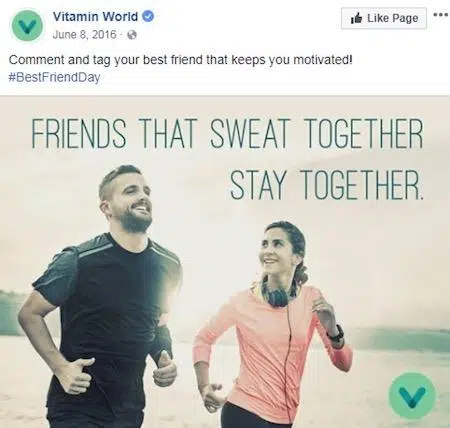 Vitamin World
Like Page
June 8, 2016
Comment and tag your best friend that keeps you motivated!
#BestFriendDay
FRIENDS THAT SWEAT TOGETHER
STAY TOGETHER.